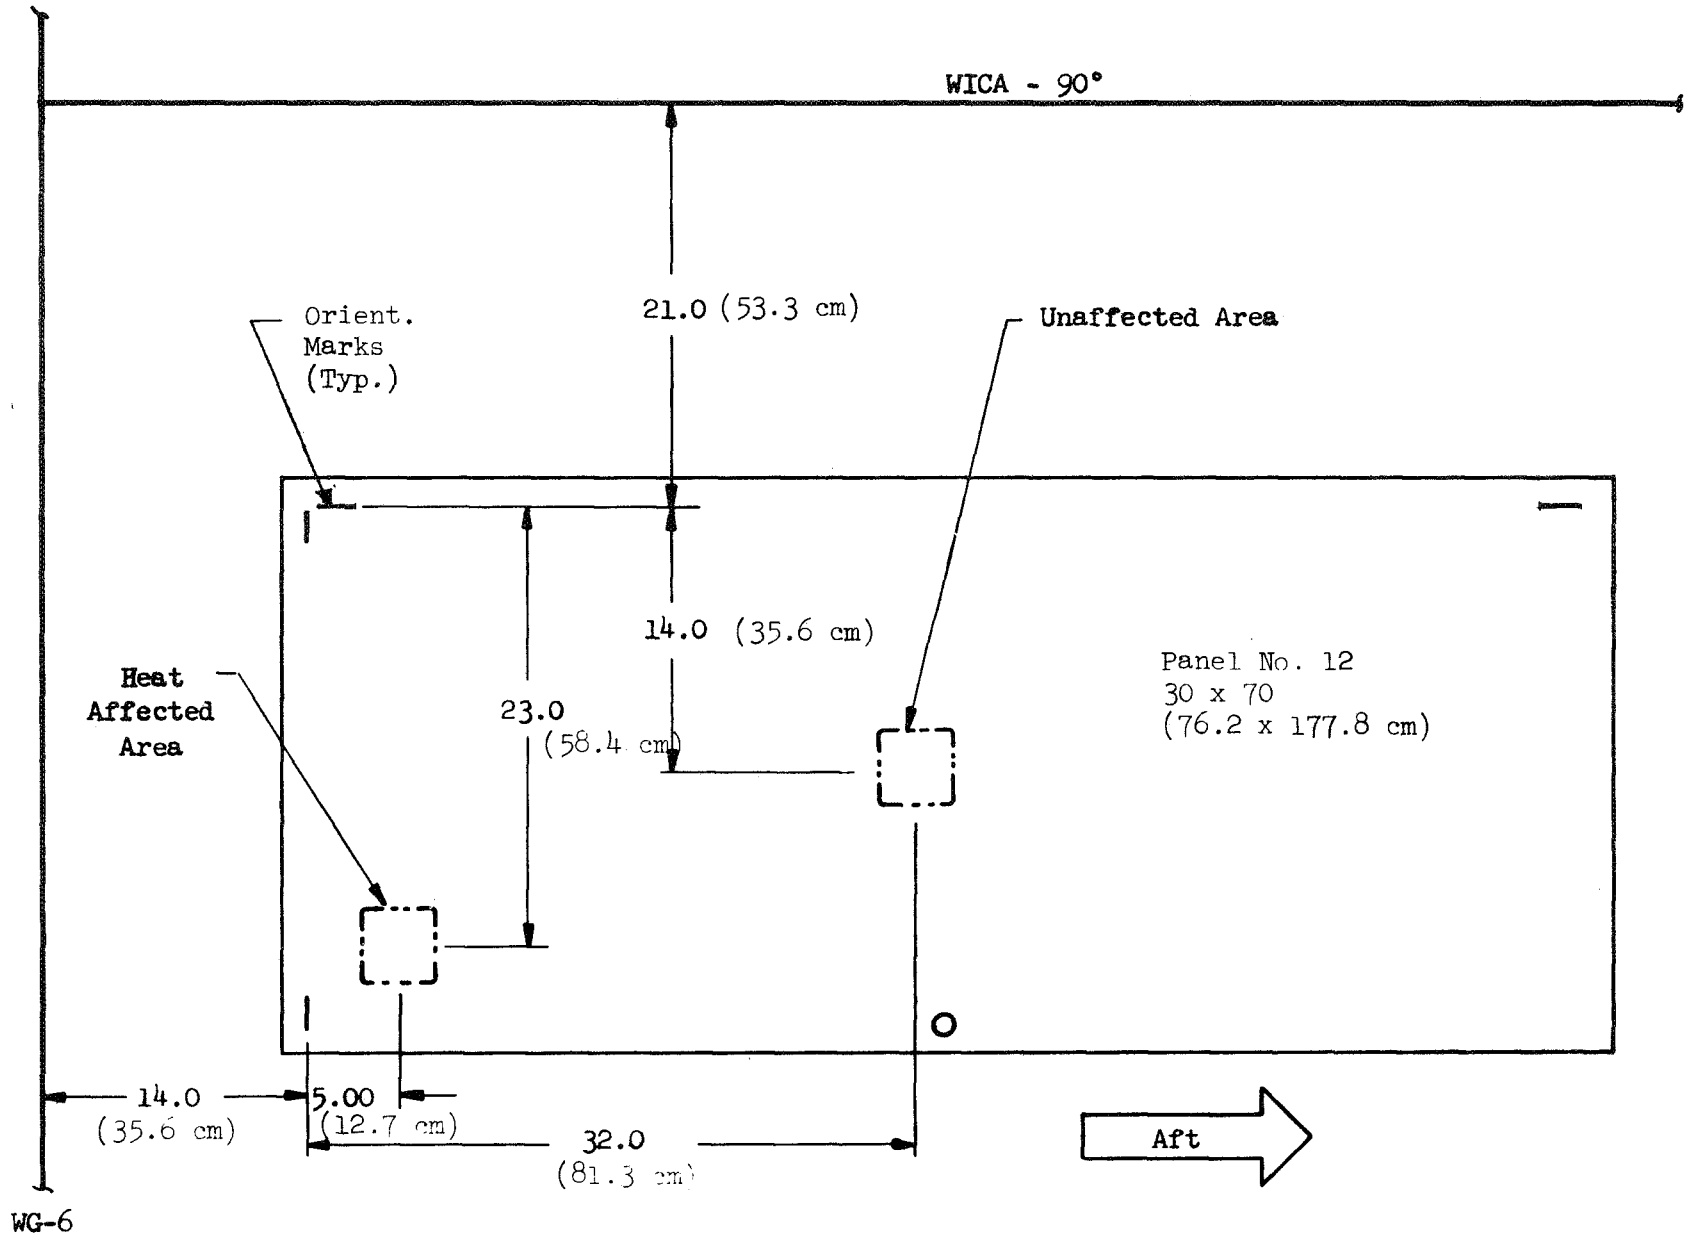 WICA - 90°
21.0 (53.3 cm)
Unaffected Area
Orient.
Marks
(Typ.)
14.0 (35.6 cm)
Heat
Affected
Area
23.0
(58.4 cm)
Panel No. 12
30 x 70
(76.2 x 177.8 cm)
14.0
(35.6 cm)
5.00
(12.7 cm)
32.0
(81.3 cm)
Aft
WG-6